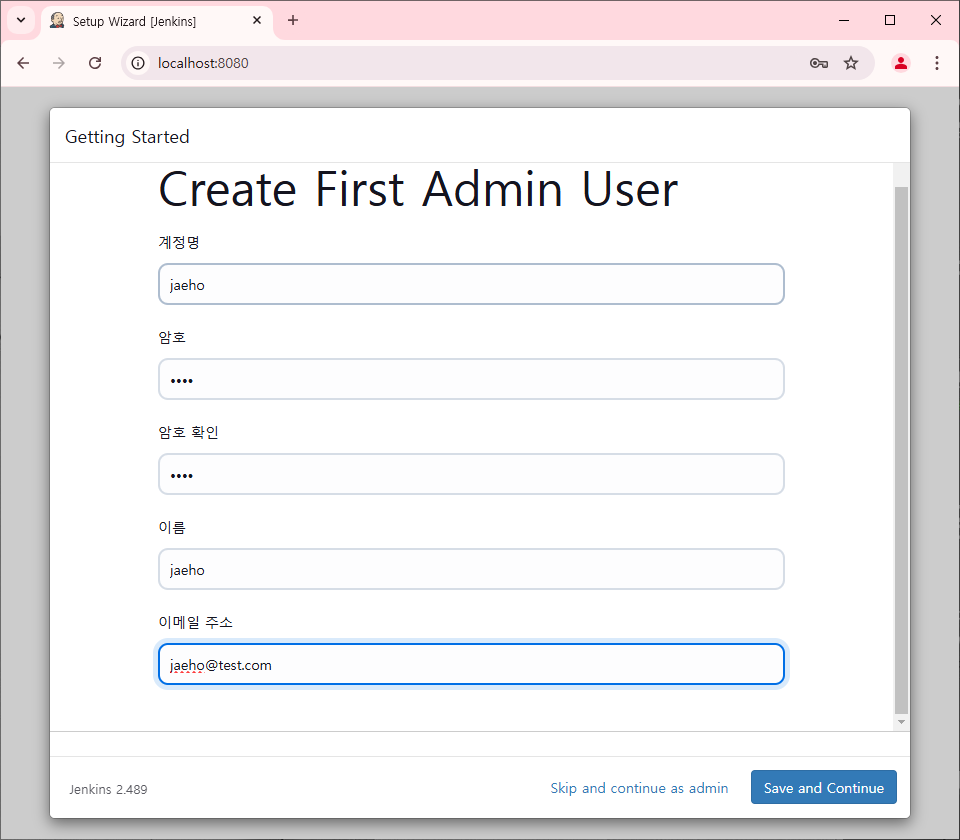 Setup Wizard [Jenkins]
localhost:8080
Getting Started
Create First Admin User
계정명
jaeho
암호
••••
암호 확인
••••
이름
jaeho
이메일 주소
jaeho@test.com
Jenkins 2.489
Skip and continue as admin
Save and Continue